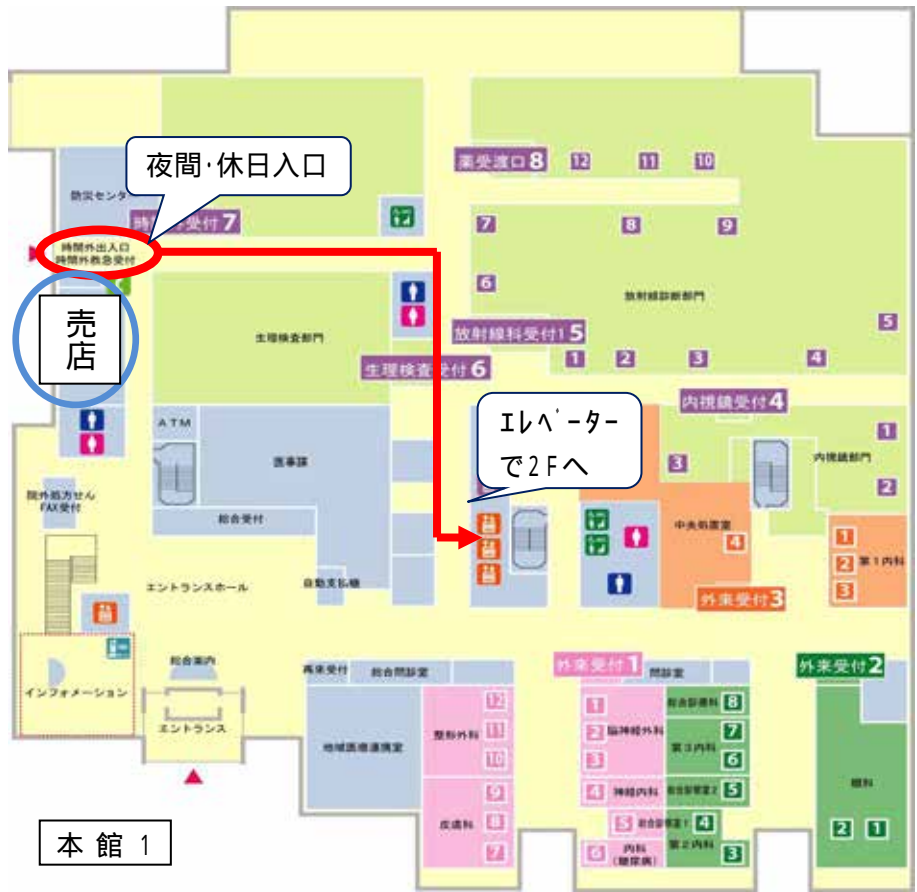 夜間・休日入口
薬受渡口 8
12
11
10
防災センタ
時間
受付 7
7
8
9
時間外出入口
時間外救急受付
6
放射線診断部門
売
店
生理検査部門
放射線科受付1 5
5
1
2
3
4
生理検査受付 6
内視鏡受付 4
エレベーター
で2Fへ
ATM
医事課
1
3
内視鏡部門
2
院外処方せん
FAX受付
総合受付
中央処置室
4
1
2
第1内科
3
エントランスホール
自動支払機
外来受付 3
総合案内
再来受付
総合問診室
外来受付 1
問診室
外来受付 2
インフォメーション
エントランス
12
整形外科
11
10
1
総合診療科
8
2
脳神経外科
7
第3内科
3
6
地域医療連携室
9
4
神経内科
総合診察室2
5
眼科
皮膚科
8
5
総合診察室1
4
2
1
7
6
内科
(糖尿病)
第2内科
3
本館 1